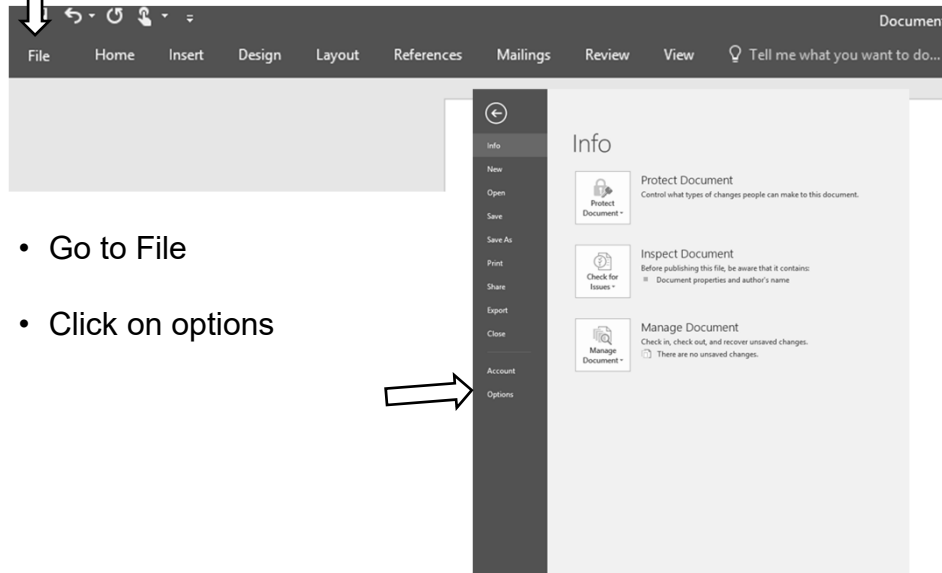 Document
File Home Insert Design Layout References Mailings Review View Tell me what you want to do...
Info
New
Open
Save
Save As
Print
Share
Export
Close
Account
Options
Info
Protect Document
Protect Document
Control what types of changes people can make to this document.
Check for Issues
Inspect Document
Before publishing this file, be aware that it contains:
Document properties and author's name
Manage Document
Manage Document
Check in, check out, and recover unsaved changes.
There are no unsaved changes.
• Go to File
• Click on options